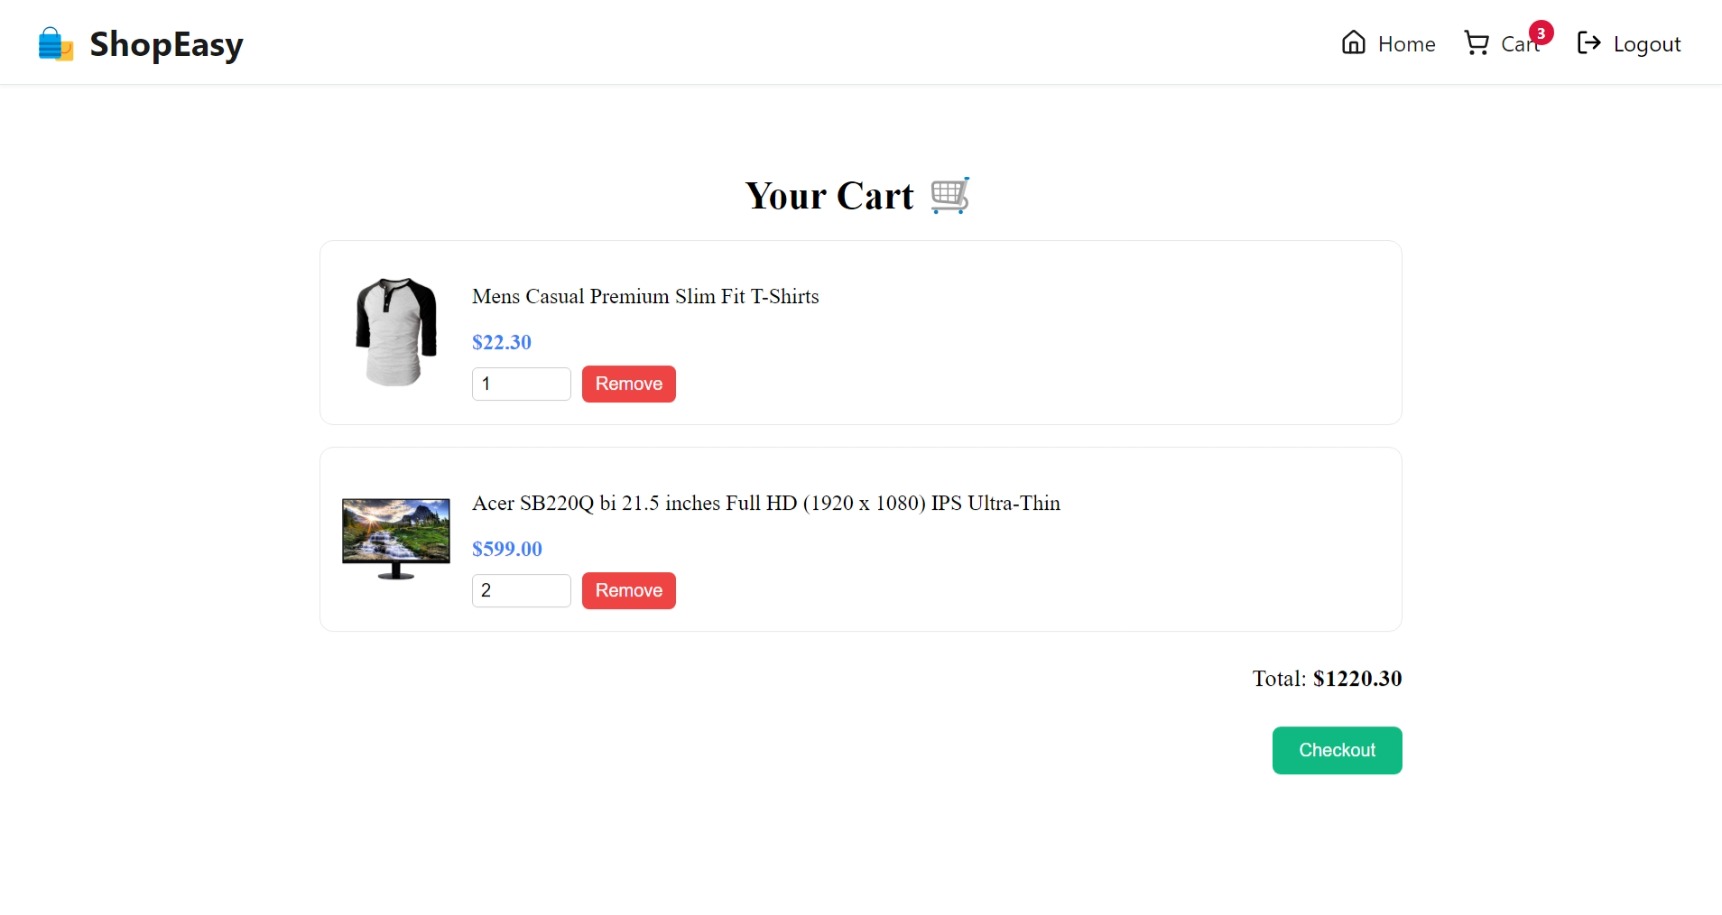 ShopEasy
Home Cart 3 Logout
Your Cart
Mens Casual Premium Slim Fit T-Shirts
$22.30
1 Remove
Acer SB220Q bi 21.5 inches Full HD (1920 x 1080) IPS Ultra-Thin
$599.00
2 Remove
Total: $1220.30
Checkout